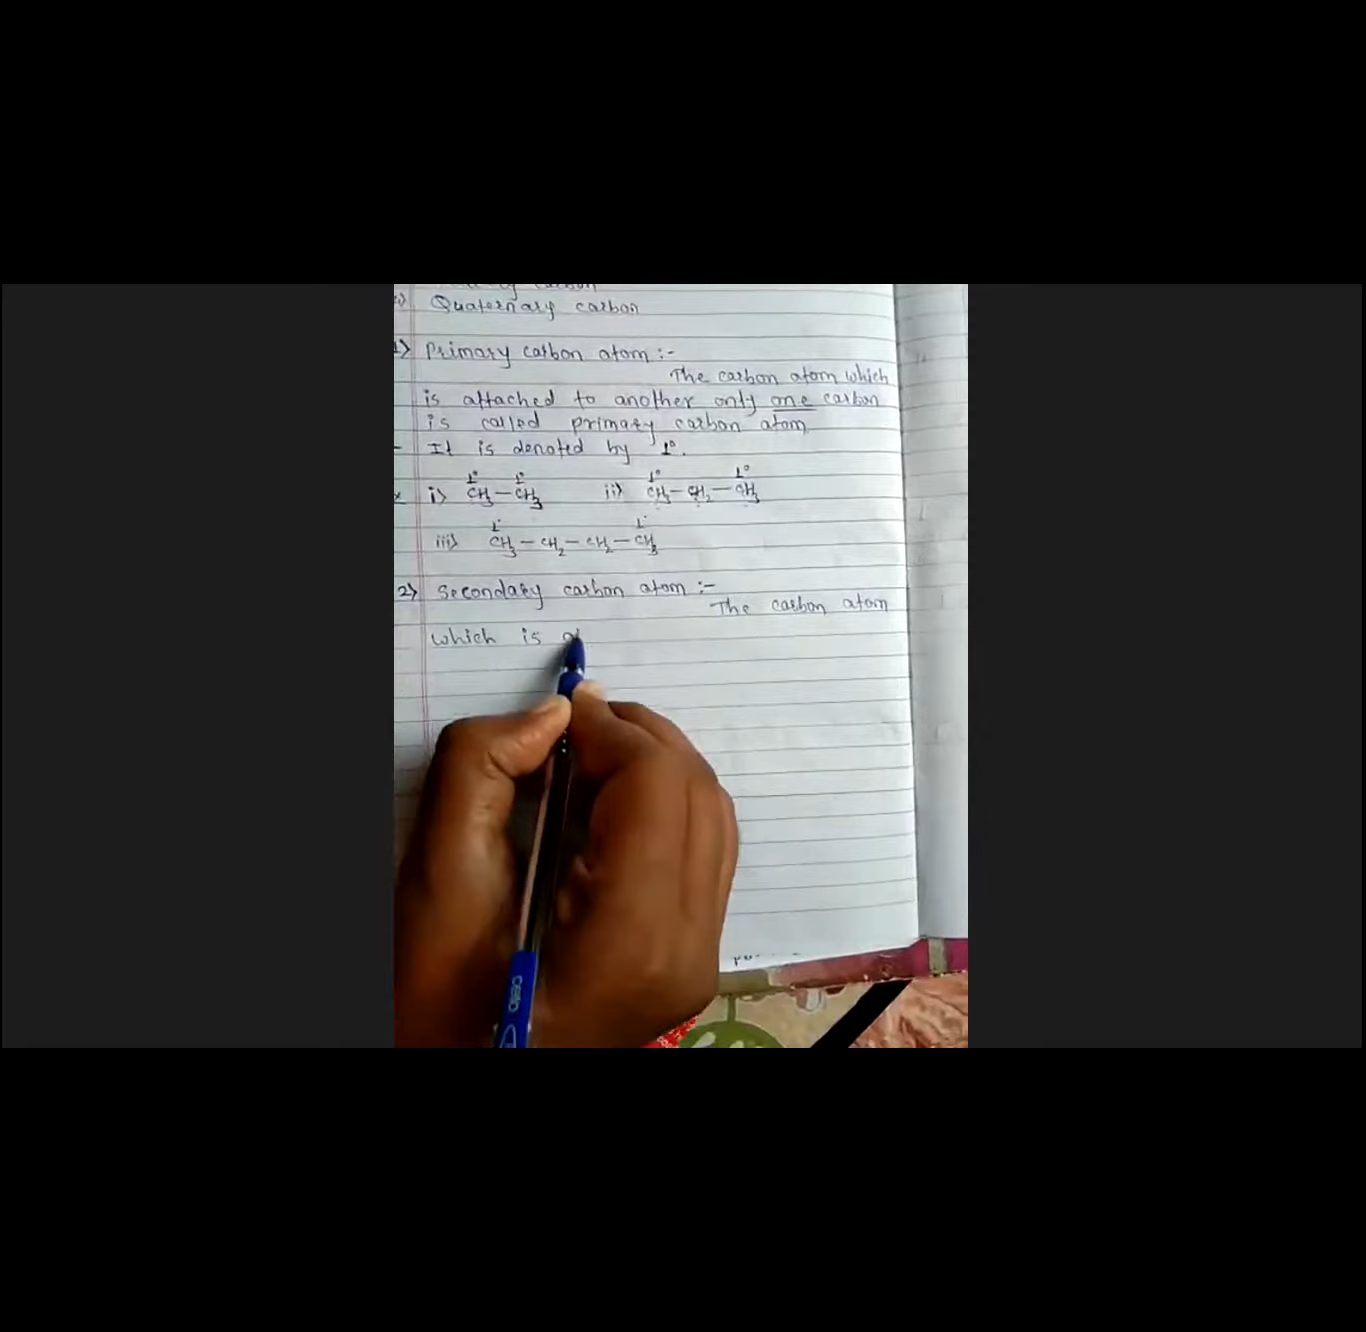 Quaternary carbon
1) Primary carbon atom :-
The carbon atom which
is attached to another only one carbon
is called primary carbon atom.
- It is denoted by 1°.
i) 1°CH₃ – 1°CH₃ ii) 1°CH₃ – CH₂ – 1°CH₃
iii) 1°CH₃ – CH₂ – CH₂ – 1°CH₃
2) Secondary carbon atom :-
The carbon atom
which is
cello